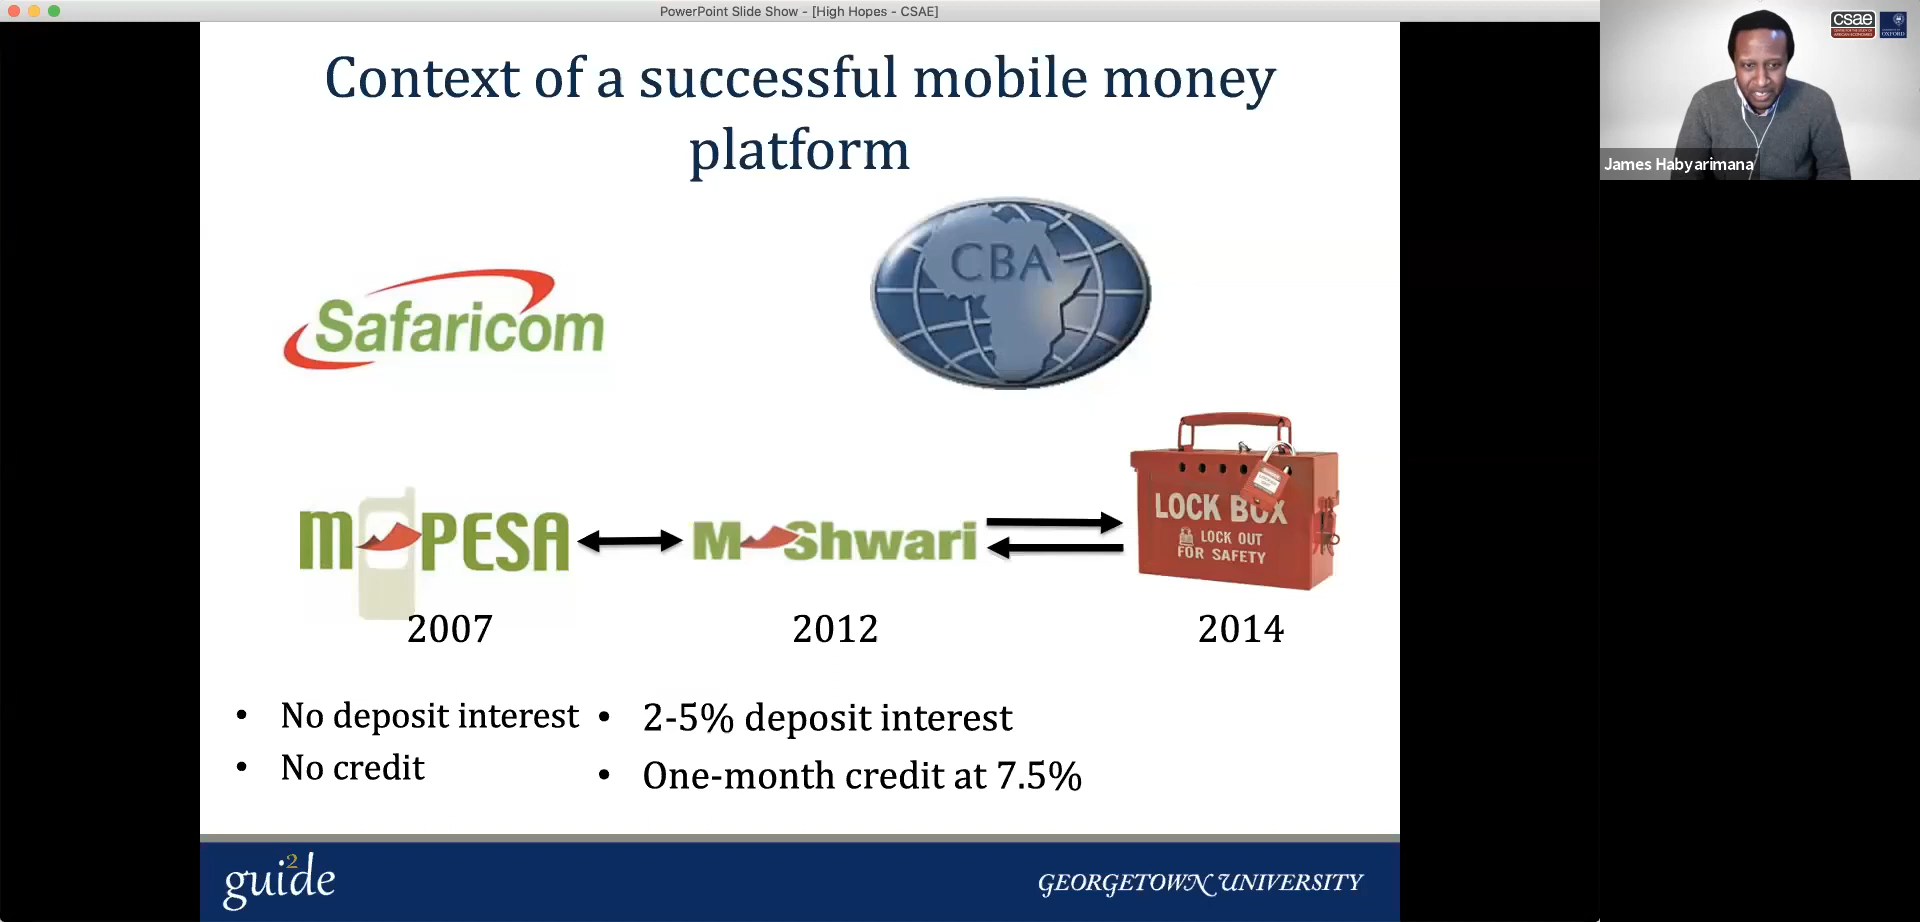 PowerPoint Slide Show - [High Hopes - CSAE]
Context of a successful mobile money
platform
CBA
Safaricom
M PESA
M Shwari
LOCK BOX
LOCK OUT
FOR SAFETY
2007
2012
2014
• No deposit interest
• No credit
• 2-5% deposit interest
• One-month credit at 7.5%
gui2de
GEORGETOWN UNIVERSITY
csae
OXFORD
James Habyarimana